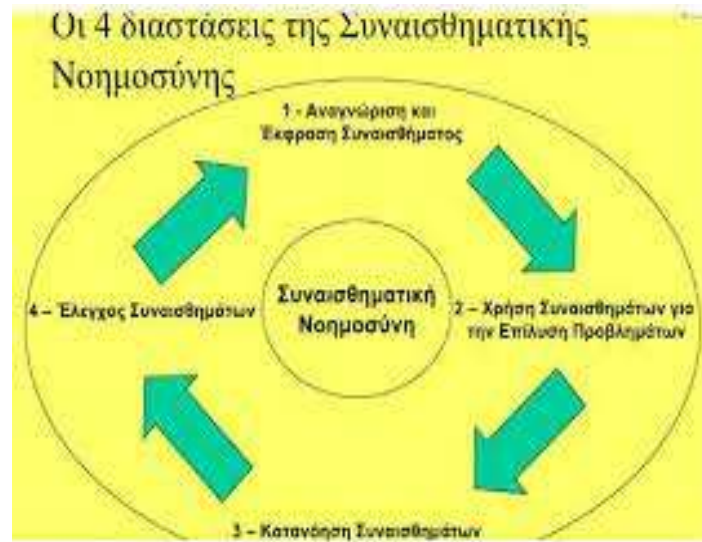 Οι 4 διαστάσεις της Συναισθηματικής
Νοημοσύνης
1 - Αναγνώριση και
Έκφραση Συναισθήματος
Συναισθηματική
Νοημοσύνη
2 – Χρήση Συναισθημάτων για
την Επίλυση Προβλημάτων
3 – Κατανόηση Συναισθημάτων
4 – Έλεγχος Συναισθημάτων